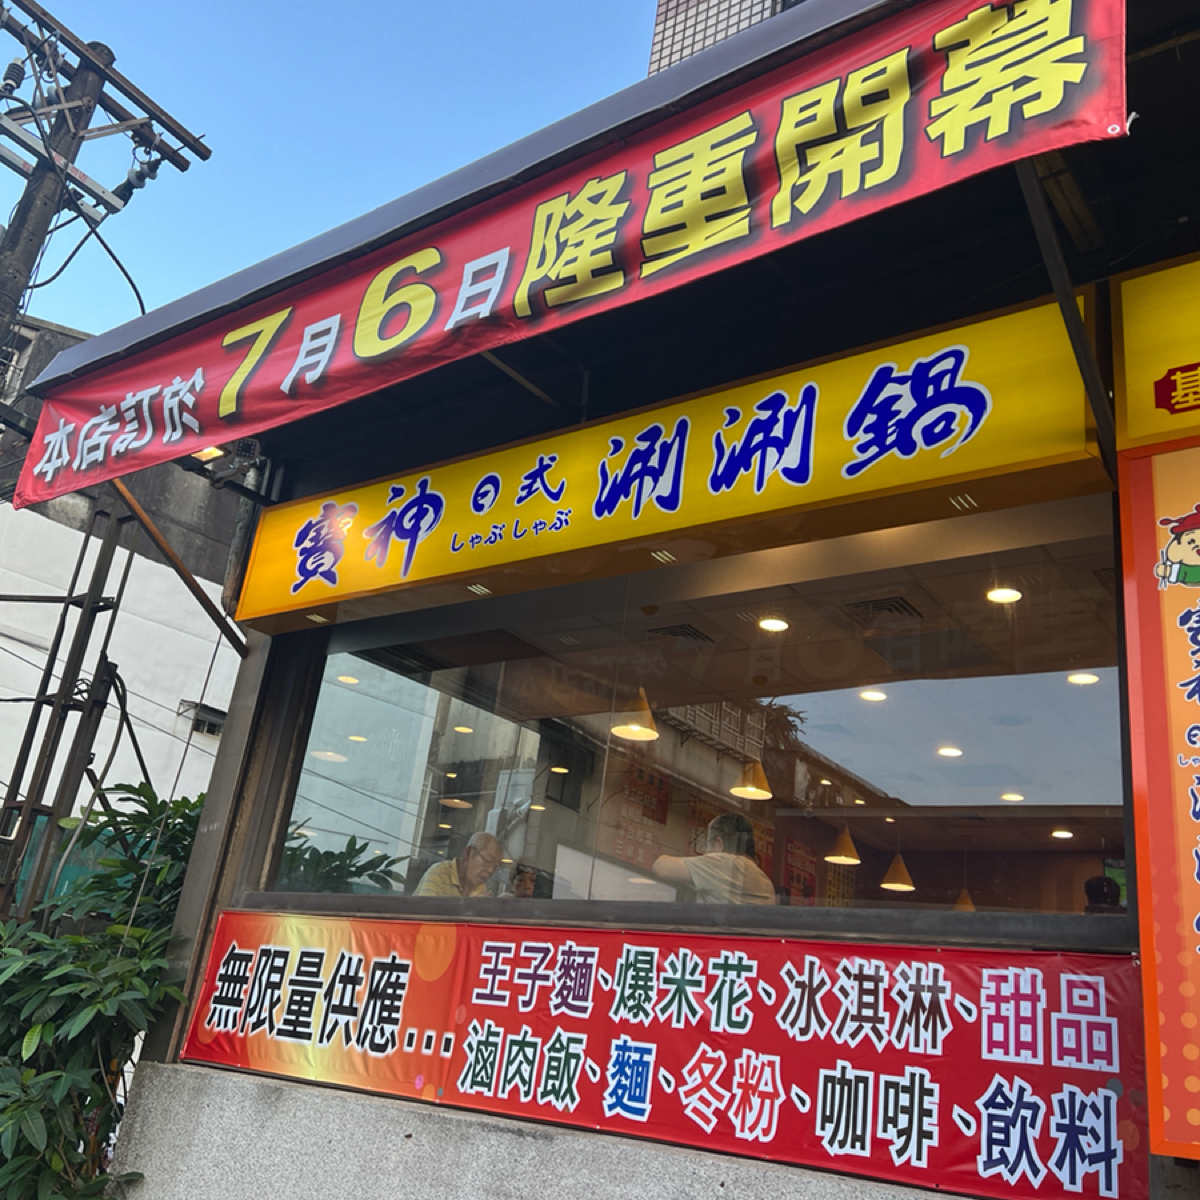 本店訂於7月6日隆重開幕
寶神日式涮涮鍋
しゃぶしゃぶ
基
無限量供應...
王子麵、爆米花、冰淇淋、甜品
滷肉飯、麵、冬粉、咖啡、飲料